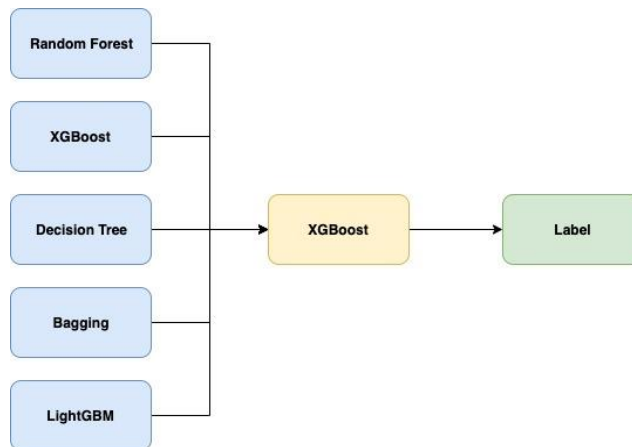 Random Forest
XGBoost
Decision Tree
XGBoost
Label
Bagging
LightGBM